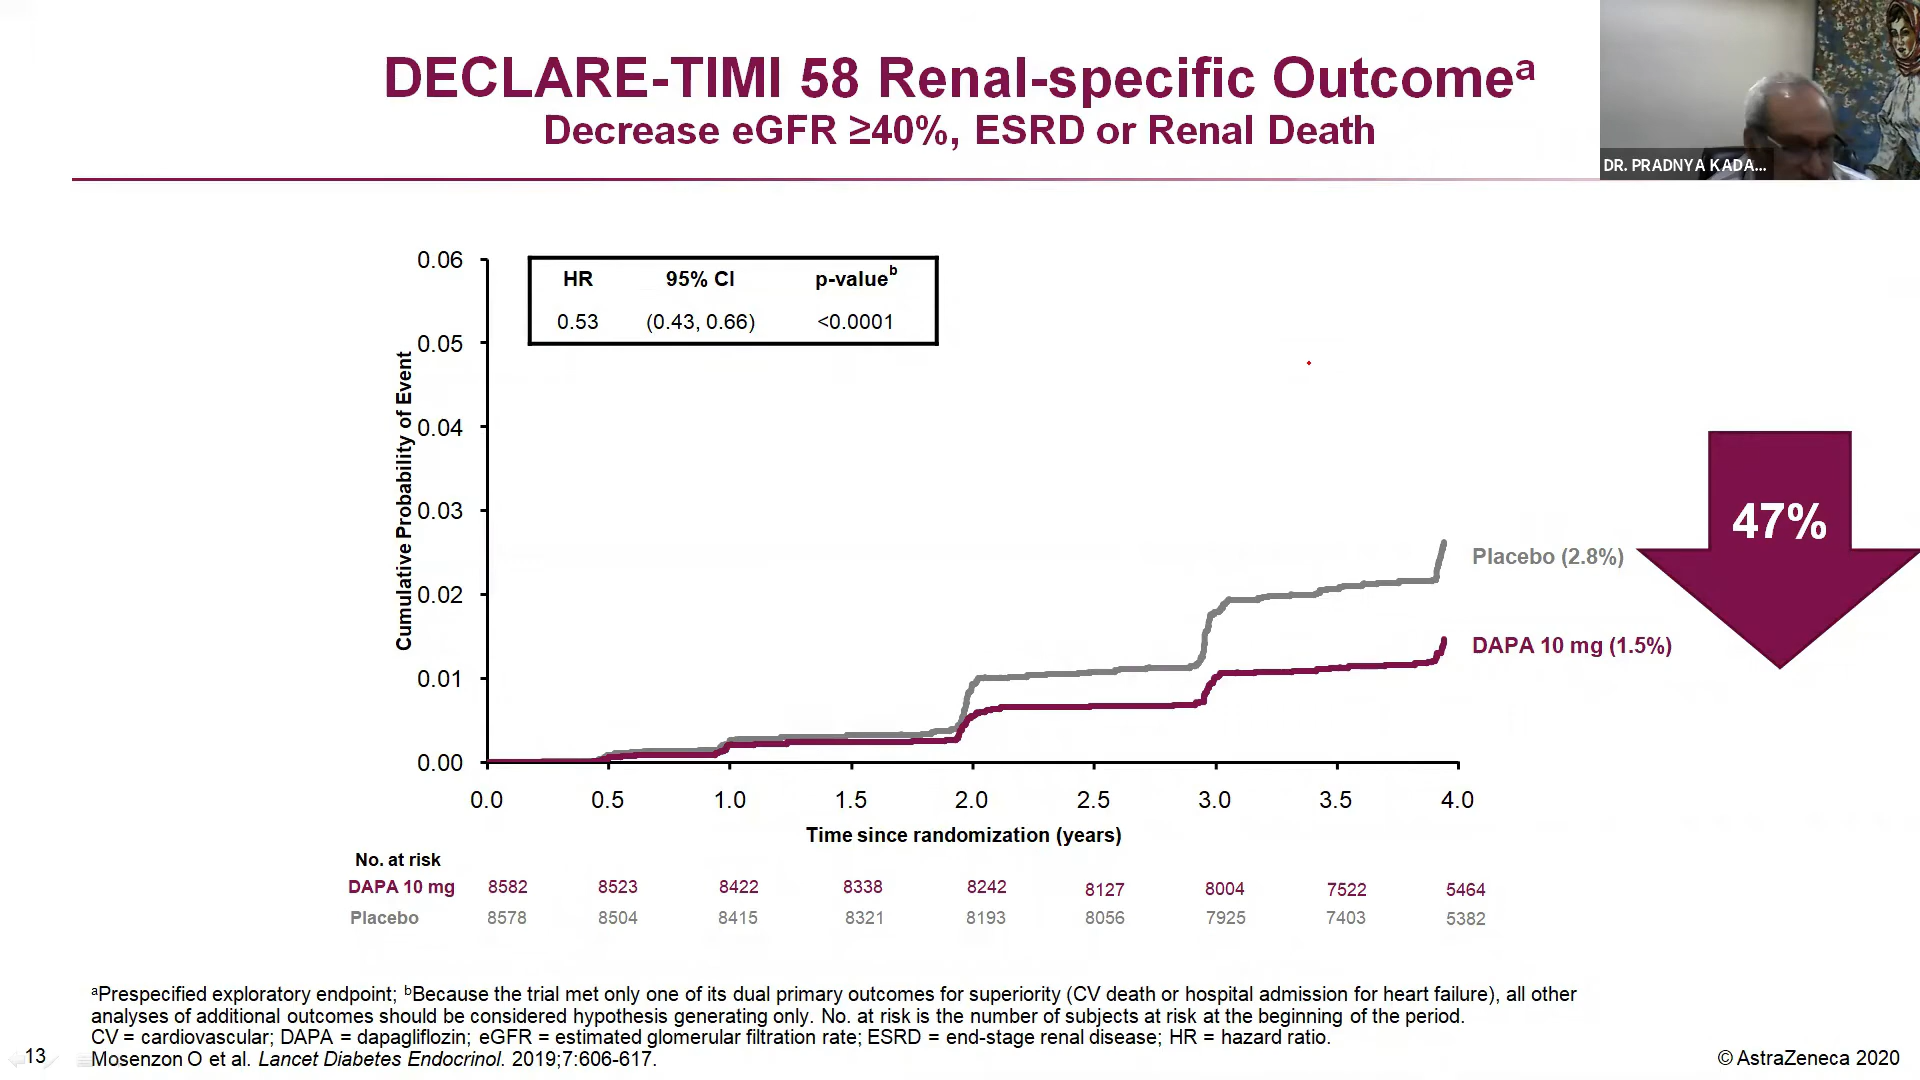 DECLARE-TIMI 58 Renal-specific Outcomeᵃ
Decrease eGFR ≥40%, ESRD or Renal Death
DR. PRADNYA KADA...
HR 95% CI p-valueᵇ
0.53 (0.43, 0.66) <0.0001
Cumulative Probability of Event
0.06
0.05
0.04
0.03
0.02
0.01
0.00
47%
Placebo (2.8%)
DAPA 10 mg (1.5%)
0.0 0.5 1.0 1.5 2.0 2.5 3.0 3.5 4.0
Time since randomization (years)
No. at risk
DAPA 10 mg 8582 8523 8422 8338 8242 8127 8004 7522 5464
Placebo 8578 8504 8415 8321 8193 8056 7925 7403 5382
ᵃPrespecified exploratory endpoint; ᵇBecause the trial met only one of its dual primary outcomes for superiority (CV death or hospital admission for heart failure), all other
analyses of additional outcomes should be considered hypothesis generating only. No. at risk is the number of subjects at risk at the beginning of the period.
CV = cardiovascular; DAPA = dapagliflozin; eGFR = estimated glomerular filtration rate; ESRD = end-stage renal disease; HR = hazard ratio.
Mosenzon O et al. Lancet Diabetes Endocrinol. 2019;7:606-617.
13
© AstraZeneca 2020